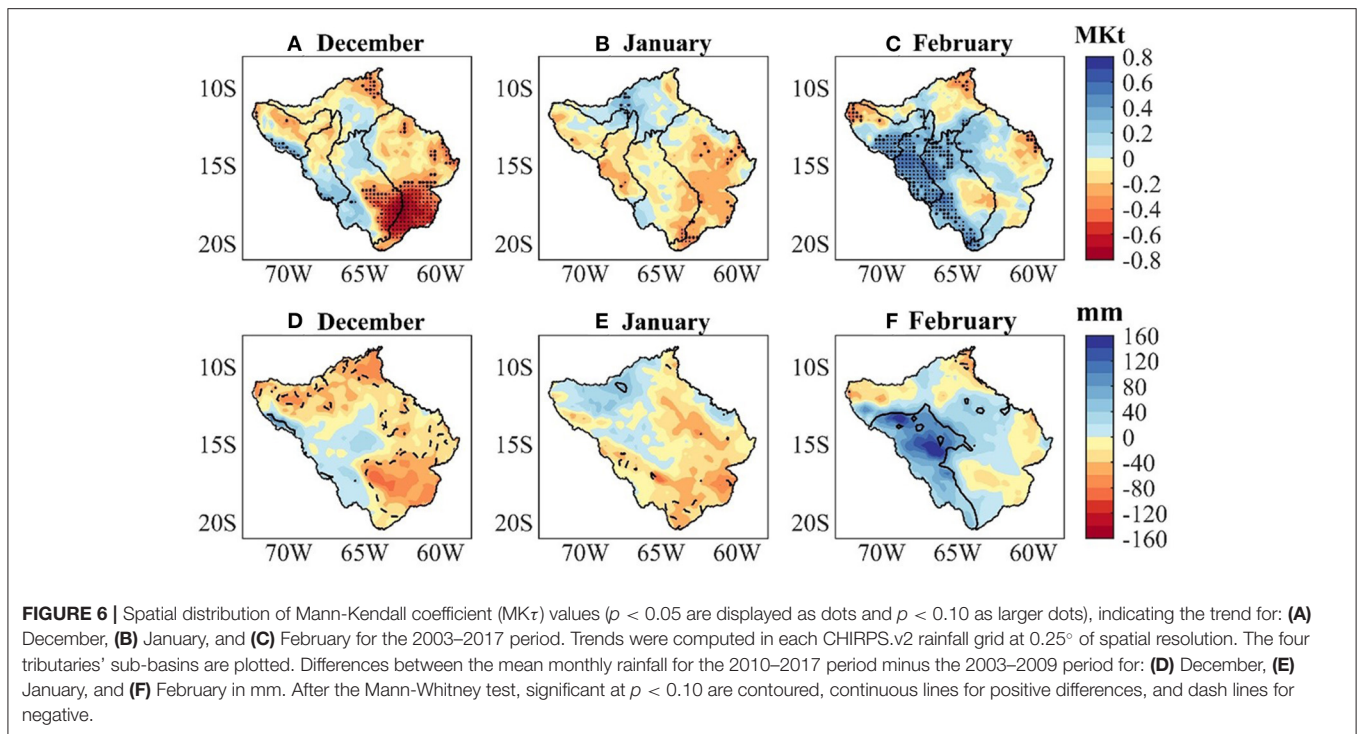 A December
B January
C February
MKt
10S
15S
20S
70W 65W 60W
70W 65W 60W
70W 65W 60W
0.8
0.6
0.4
0.2
0
-0.2
-0.4
-0.6
-0.8
D December
E January
F February
mm
10S
15S
20S
10S
15S
20S
10S
15S
20S
70W 65W 60W
70W 65W 60W
70W 65W 60W
160
120
80
40
0
-40
-80
-120
-160
FIGURE 6 | Spatial distribution of Mann-Kendall coefficient (MKτ) values (p < 0.05 are displayed as dots and p < 0.10 as larger dots), indicating the trend for: (A)
December, (B) January, and (C) February for the 2003–2017 period. Trends were computed in each CHIRPS.v2 rainfall grid at 0.25° of spatial resolution. The four
tributaries' sub-basins are plotted. Differences between the mean monthly rainfall for the 2010–2017 period minus the 2003–2009 period for: (D) December, (E)
January, and (F) February in mm. After the Mann-Whitney test, significant at p < 0.10 are contoured, continuous lines for positive differences, and dash lines for
negative.